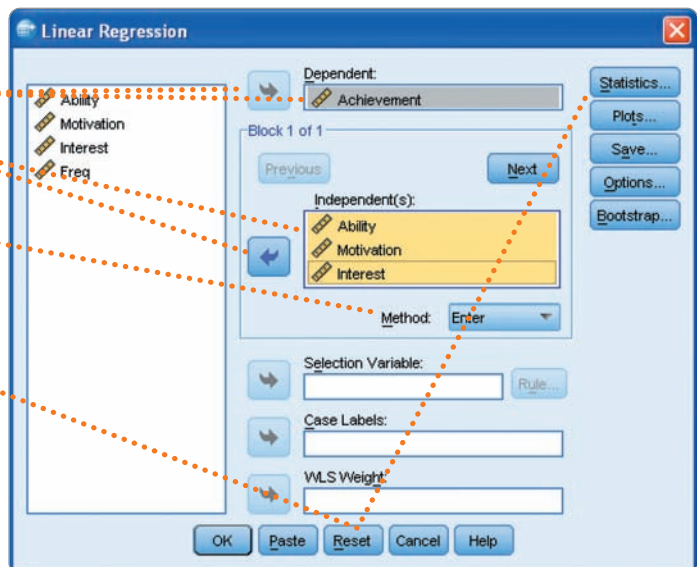 Linear Regression
Ability
Motivation
Interest
Freq
Dependent:
Achievement
Block 1 of 1
Previous
Next
Independent(s):
Ability
Motivation
Interest
Method: Enter
Selection Variable:
Rule...
Case Labels:
WLS Weight:
Statistics...
Plots...
Save...
Options...
Bootstrap...
OK Paste Reset Cancel Help